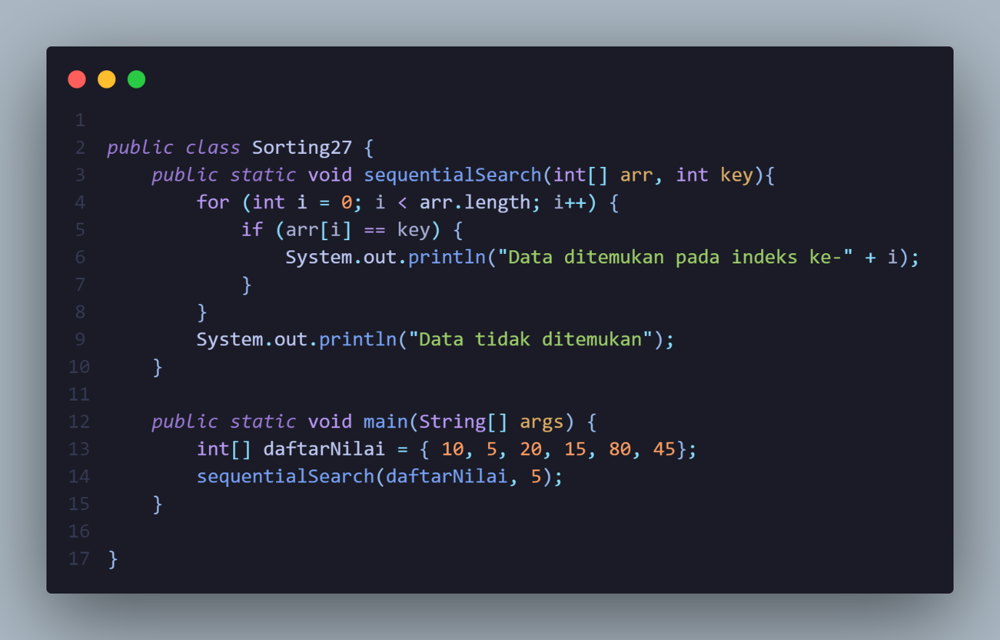 1
2 public class Sorting27 {
3     public static void sequentialSearch(int[] arr, int key){
4         for (int i = 0; i < arr.length; i++) {
5             if (arr[i] == key) {
6                 System.out.println("Data ditemukan pada indeks ke-" + i);
7             }
8         }
9         System.out.println("Data tidak ditemukan");
10     }
11
12     public static void main(String[] args) {
13         int[] daftarNilai = { 10, 5, 20, 15, 80, 45};
14         sequentialSearch(daftarNilai, 5);
15     }
16
17 }